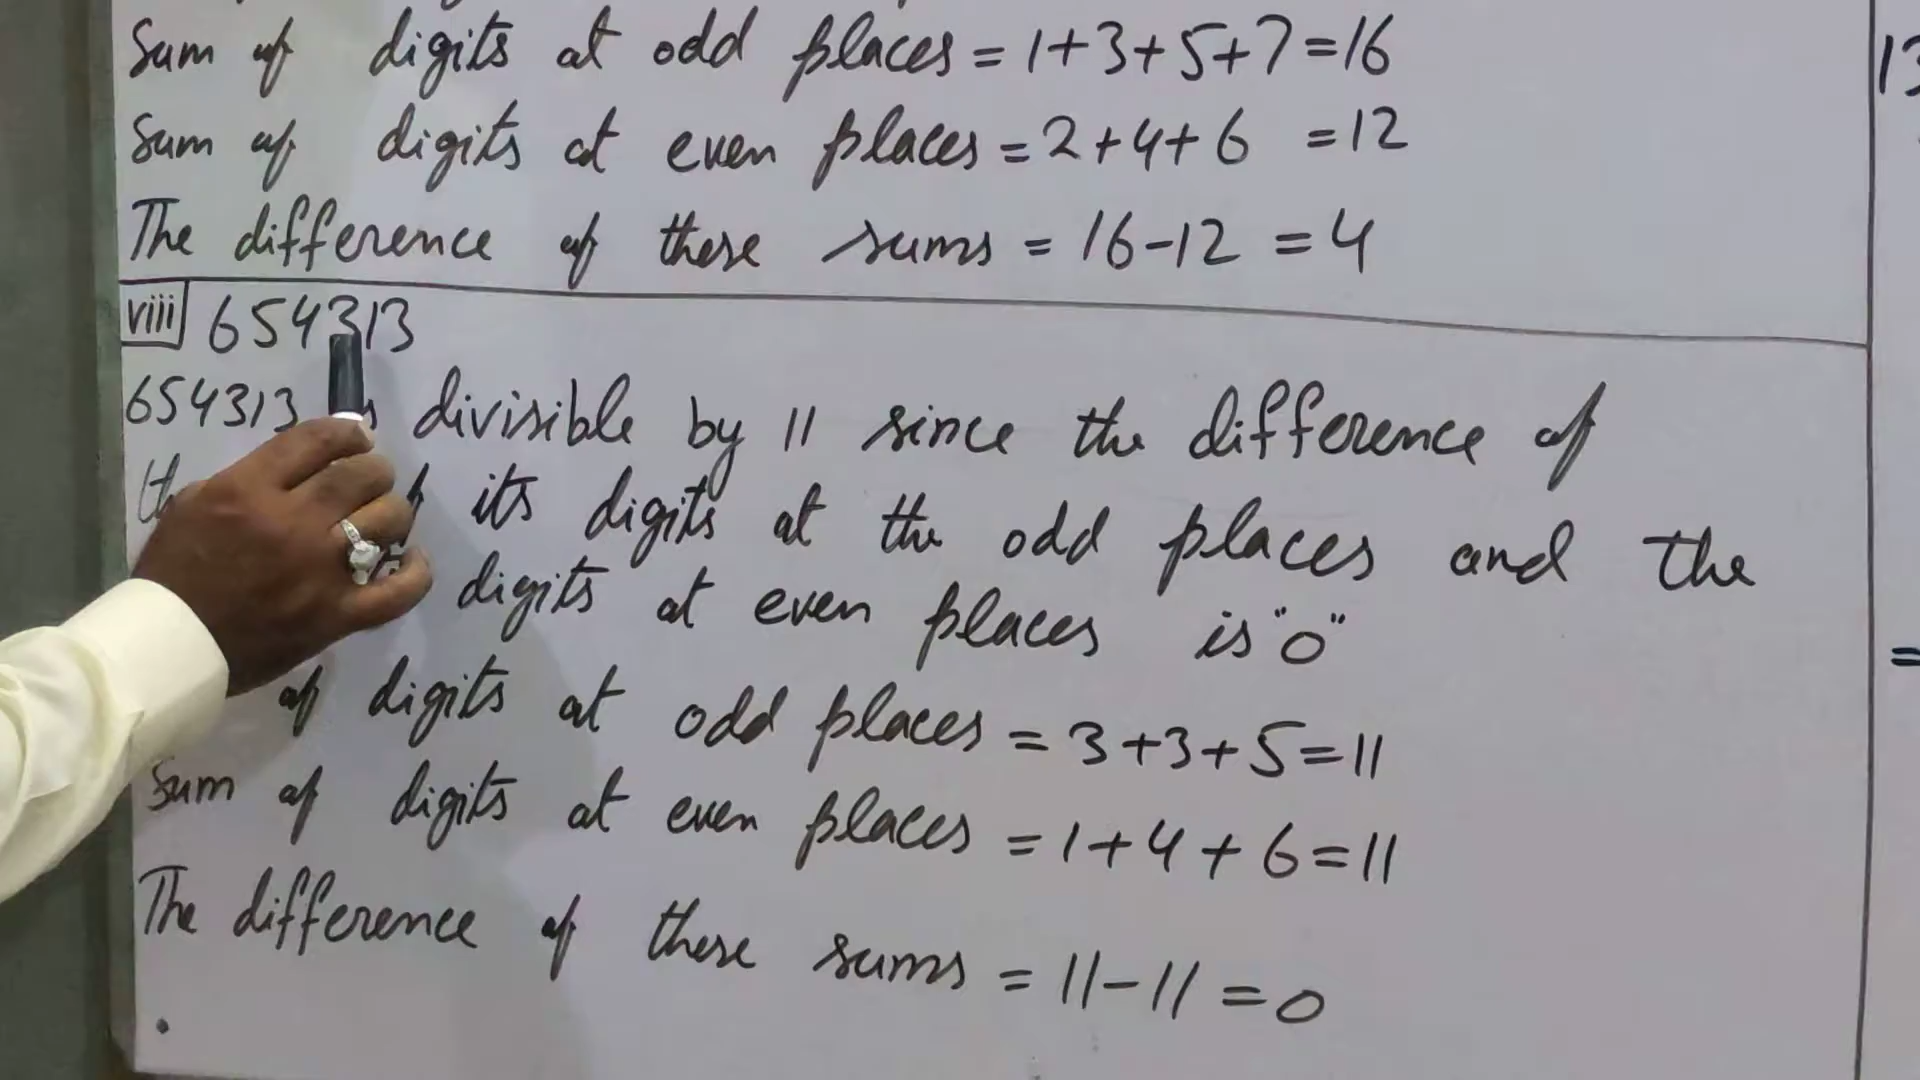 Sum of digits at odd places = 1+3+5+7=16
Sum of digits at even places = 2+4+6 =12
The difference of these sums = 16-12 = 4
viii 654313
654313 divisible by 11 since the difference of
its digits at the odd places and the
digits at even places is "0"
of digits at odd places = 3+3+5=11
Sum of digits at even places = 1+4+6=11
The difference of these sums = 11-11 = 0
13
=